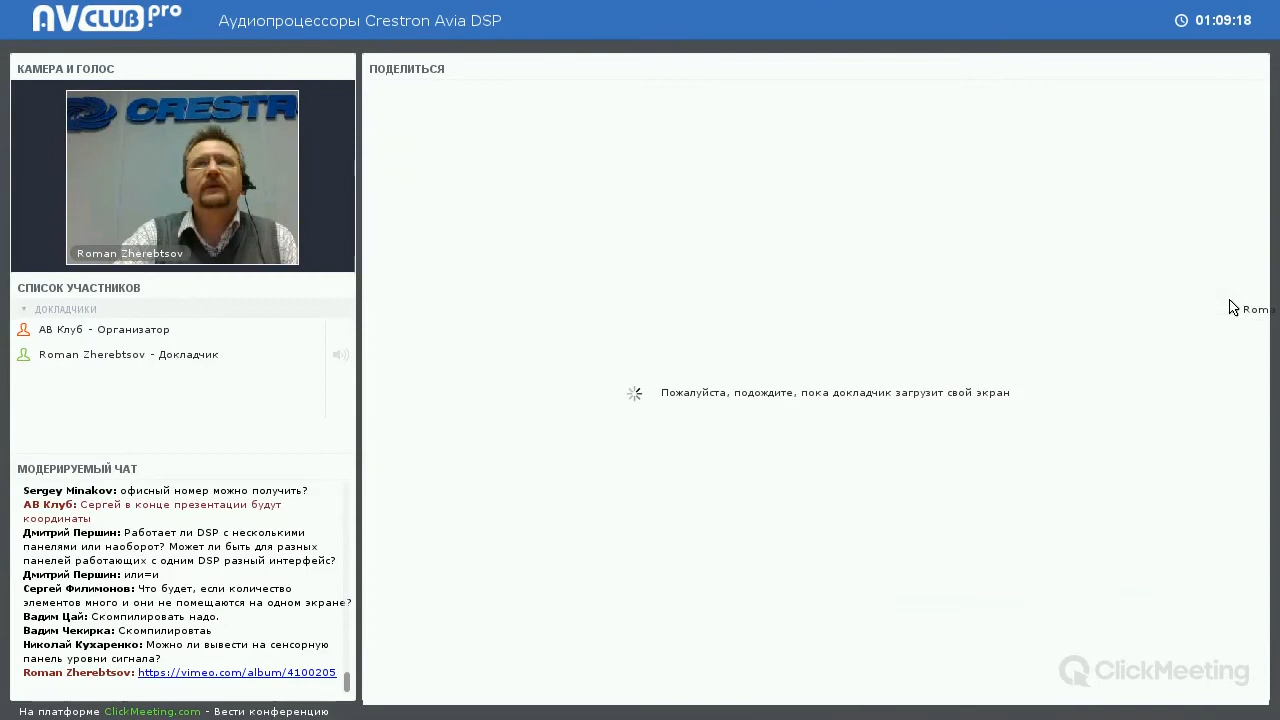 AVCLUB.pro
Аудиопроцессоры Crestron Avia DSP
01:09:18
КАМЕРА И ГОЛОС
CRESTR
Roman Zherebtsov
СПИСОК УЧАСТНИКОВ
ДОКЛАДЧИКИ
АВ Клуб - Организатор
Roman Zherebtsov - Докладчик
МОДЕРИРУЕМЫЙ ЧАТ
Sergey Minakov: офисный номер можно получить?
АВ Клуб: Сергей в конце презентации будут
координаты
Дмитрий Першин: Работает ли DSP с несколькими
панелями или наоборот? Может ли быть для разных
панелей работающих с одним DSP разный интерфейс?
Дмитрий Першин: или=и
Сергей Филимонов: Что будет, если количество
элементов много и они не помещаются на одном экране?
Вадим Цай: Скомпилировать надо.
Вадим Чекирка: Скомпилировтаь
Николай Кухаренко: Можно ли вывести на сенсорную
панель уровни сигнала?
Roman Zherebtsov: https://vimeo.com/album/4100205
ПОДЕЛИТЬСЯ
Roma
Пожалуйста, подождите, пока докладчик загрузит свой экран
ClickMeeting
На платформе ClickMeeting.com - Вести конференцию